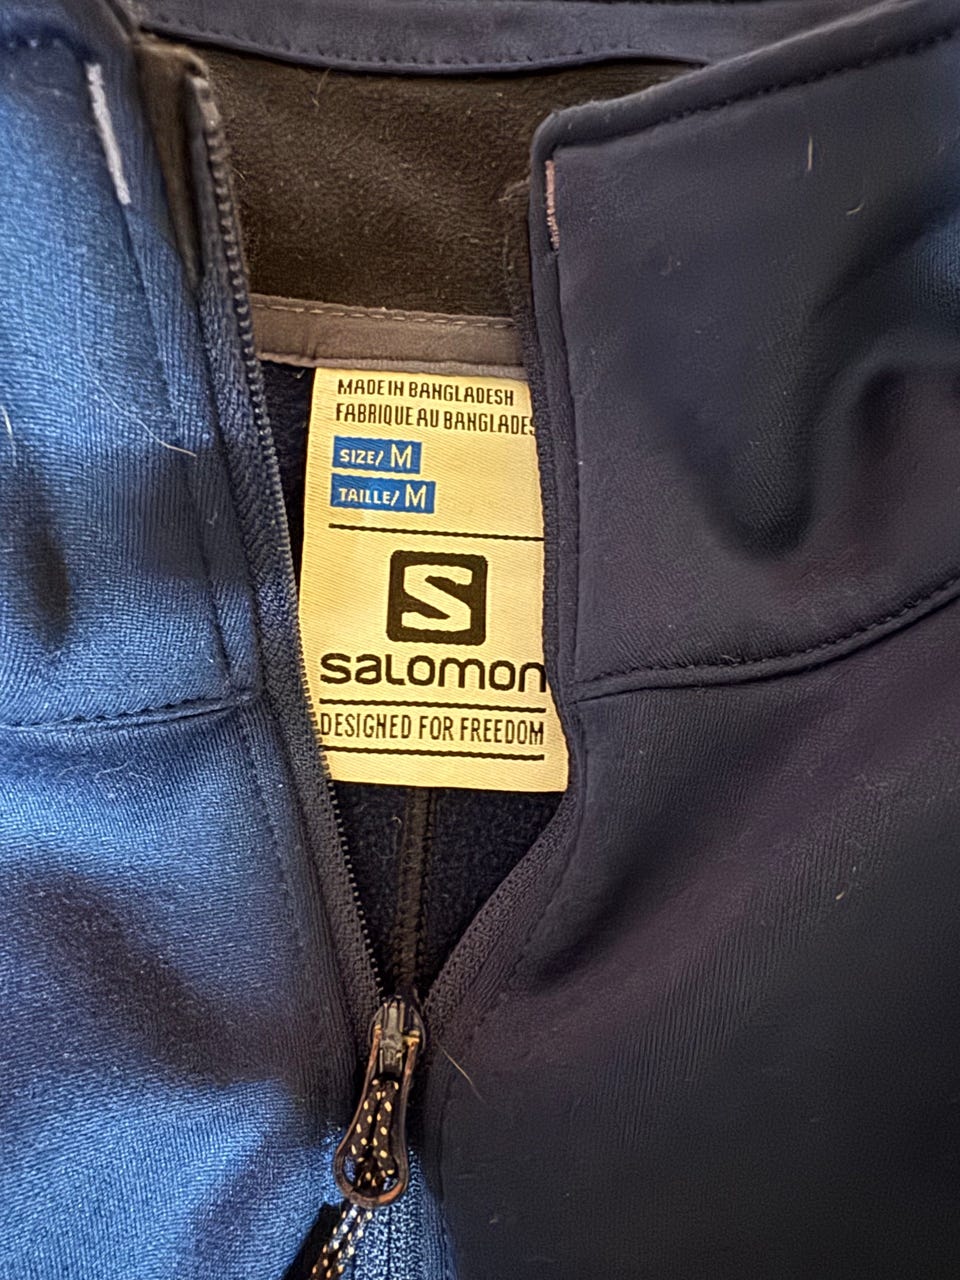 MADE IN BANGLADESH
FABRIQUE AU BANGLADES
SIZE/ M
TAILLE/ M
S
SALOMON
DESIGNED FOR FREEDOM